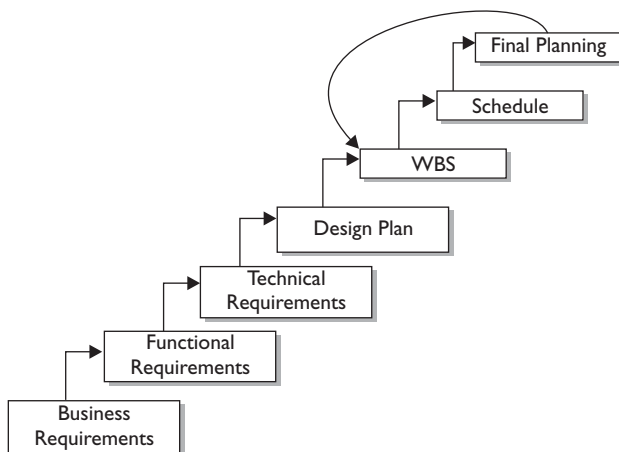 Final Planning
Schedule
WBS
Design Plan
Technical
Requirements
Functional
Requirements
Business
Requirements